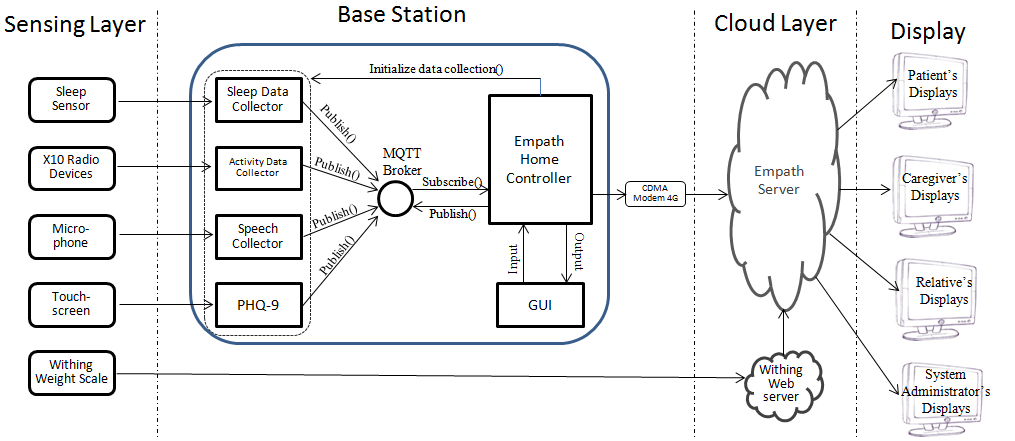 Sensing Layer
Base Station
Cloud Layer
Display
Sleep
Sensor
X10 Radio
Devices
Micro-
phone
Touch-
screen
Withing
Weight Scale
Initialize data collection()
Sleep Data
Collector
Activity Data
Collector
Speech
Collector
PHQ-9
Publish()
Publish()
Publish()
Publish()
MQTT
Broker
Subscribe()
Publish()
Empath
Home
Controller
Input
Output
GUI
CDMA
Modem 4G
Empath
Server
Withing
Web
server
Patient's
Displays
Caregiver's
Displays
Relative's
Displays
System
Administrator's
Displays